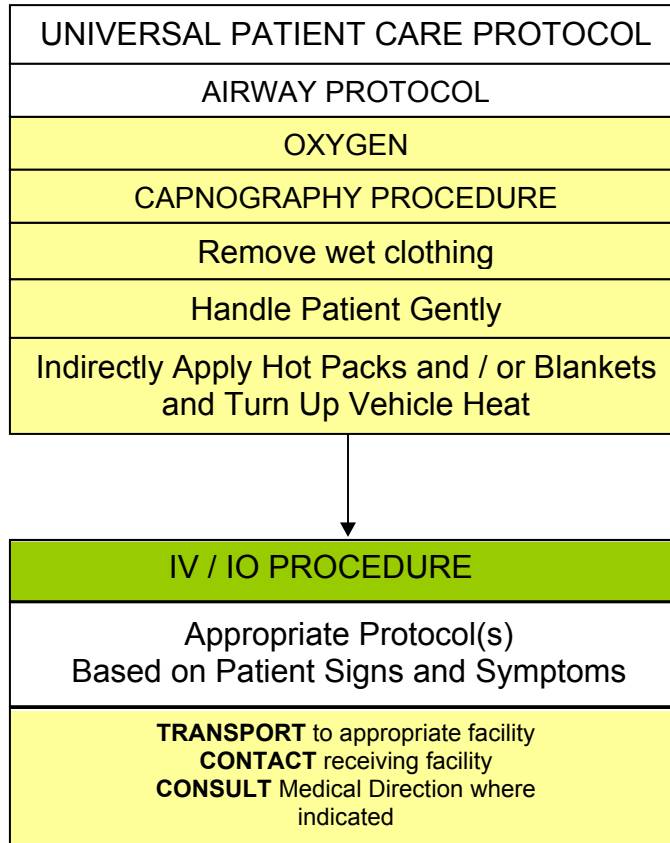 UNIVERSAL PATIENT CARE PROTOCOL
AIRWAY PROTOCOL
OXYGEN
CAPNOGRAPHY PROCEDURE
Remove wet clothing
Handle Patient Gently
Indirectly Apply Hot Packs and / or Blankets
and Turn Up Vehicle Heat
IV / IO PROCEDURE
Appropriate Protocol(s)
Based on Patient Signs and Symptoms
TRANSPORT to appropriate facility
CONTACT receiving facility
CONSULT Medical Direction where
indicated